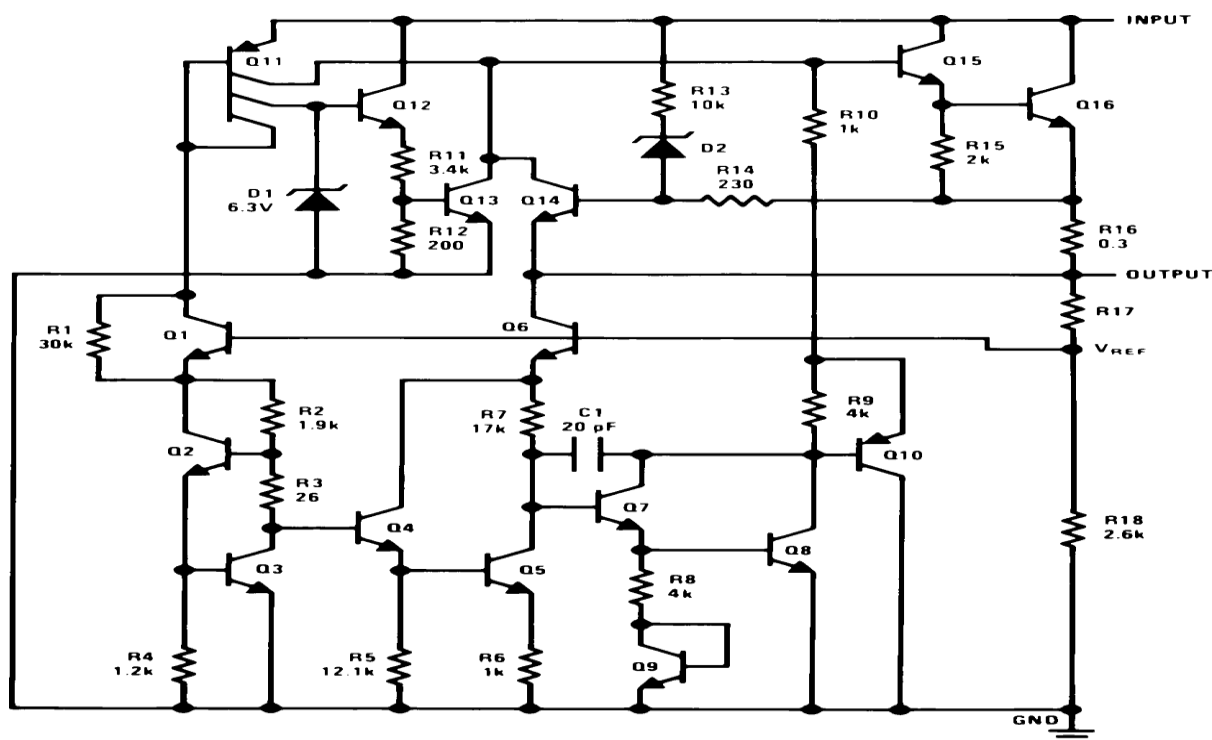 INPUT
Q11
Q15
Q12
Q16
R13
10k
R10
1k
R11
3.4k
D2
R15
2k
R14
230
D1
6.3V
Q13
Q14
R12
200
R16
0.3
OUTPUT
R1
30k
Q1
Q6
R17
VREF
R2
1.9k
R7
17k
C1
20 pF
R9
4k
Q2
Q10
R3
26
Q4
Q7
Q3
Q5
Q8
R8
4k
R18
2.6k
R4
1.2k
R5
12.1k
R6
1k
Q9
GND